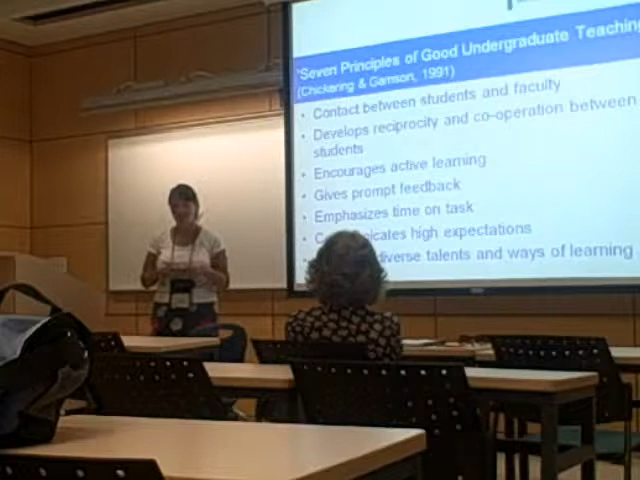 'Seven Principles of Good Undergraduate Teaching
(Chickering & Gamson, 1991)
• Contact between students and faculty
• Develops reciprocity and co-operation between
students
• Encourages active learning
• Gives prompt feedback
• Emphasizes time on task
• high expectations
• diverse talents and ways of learning